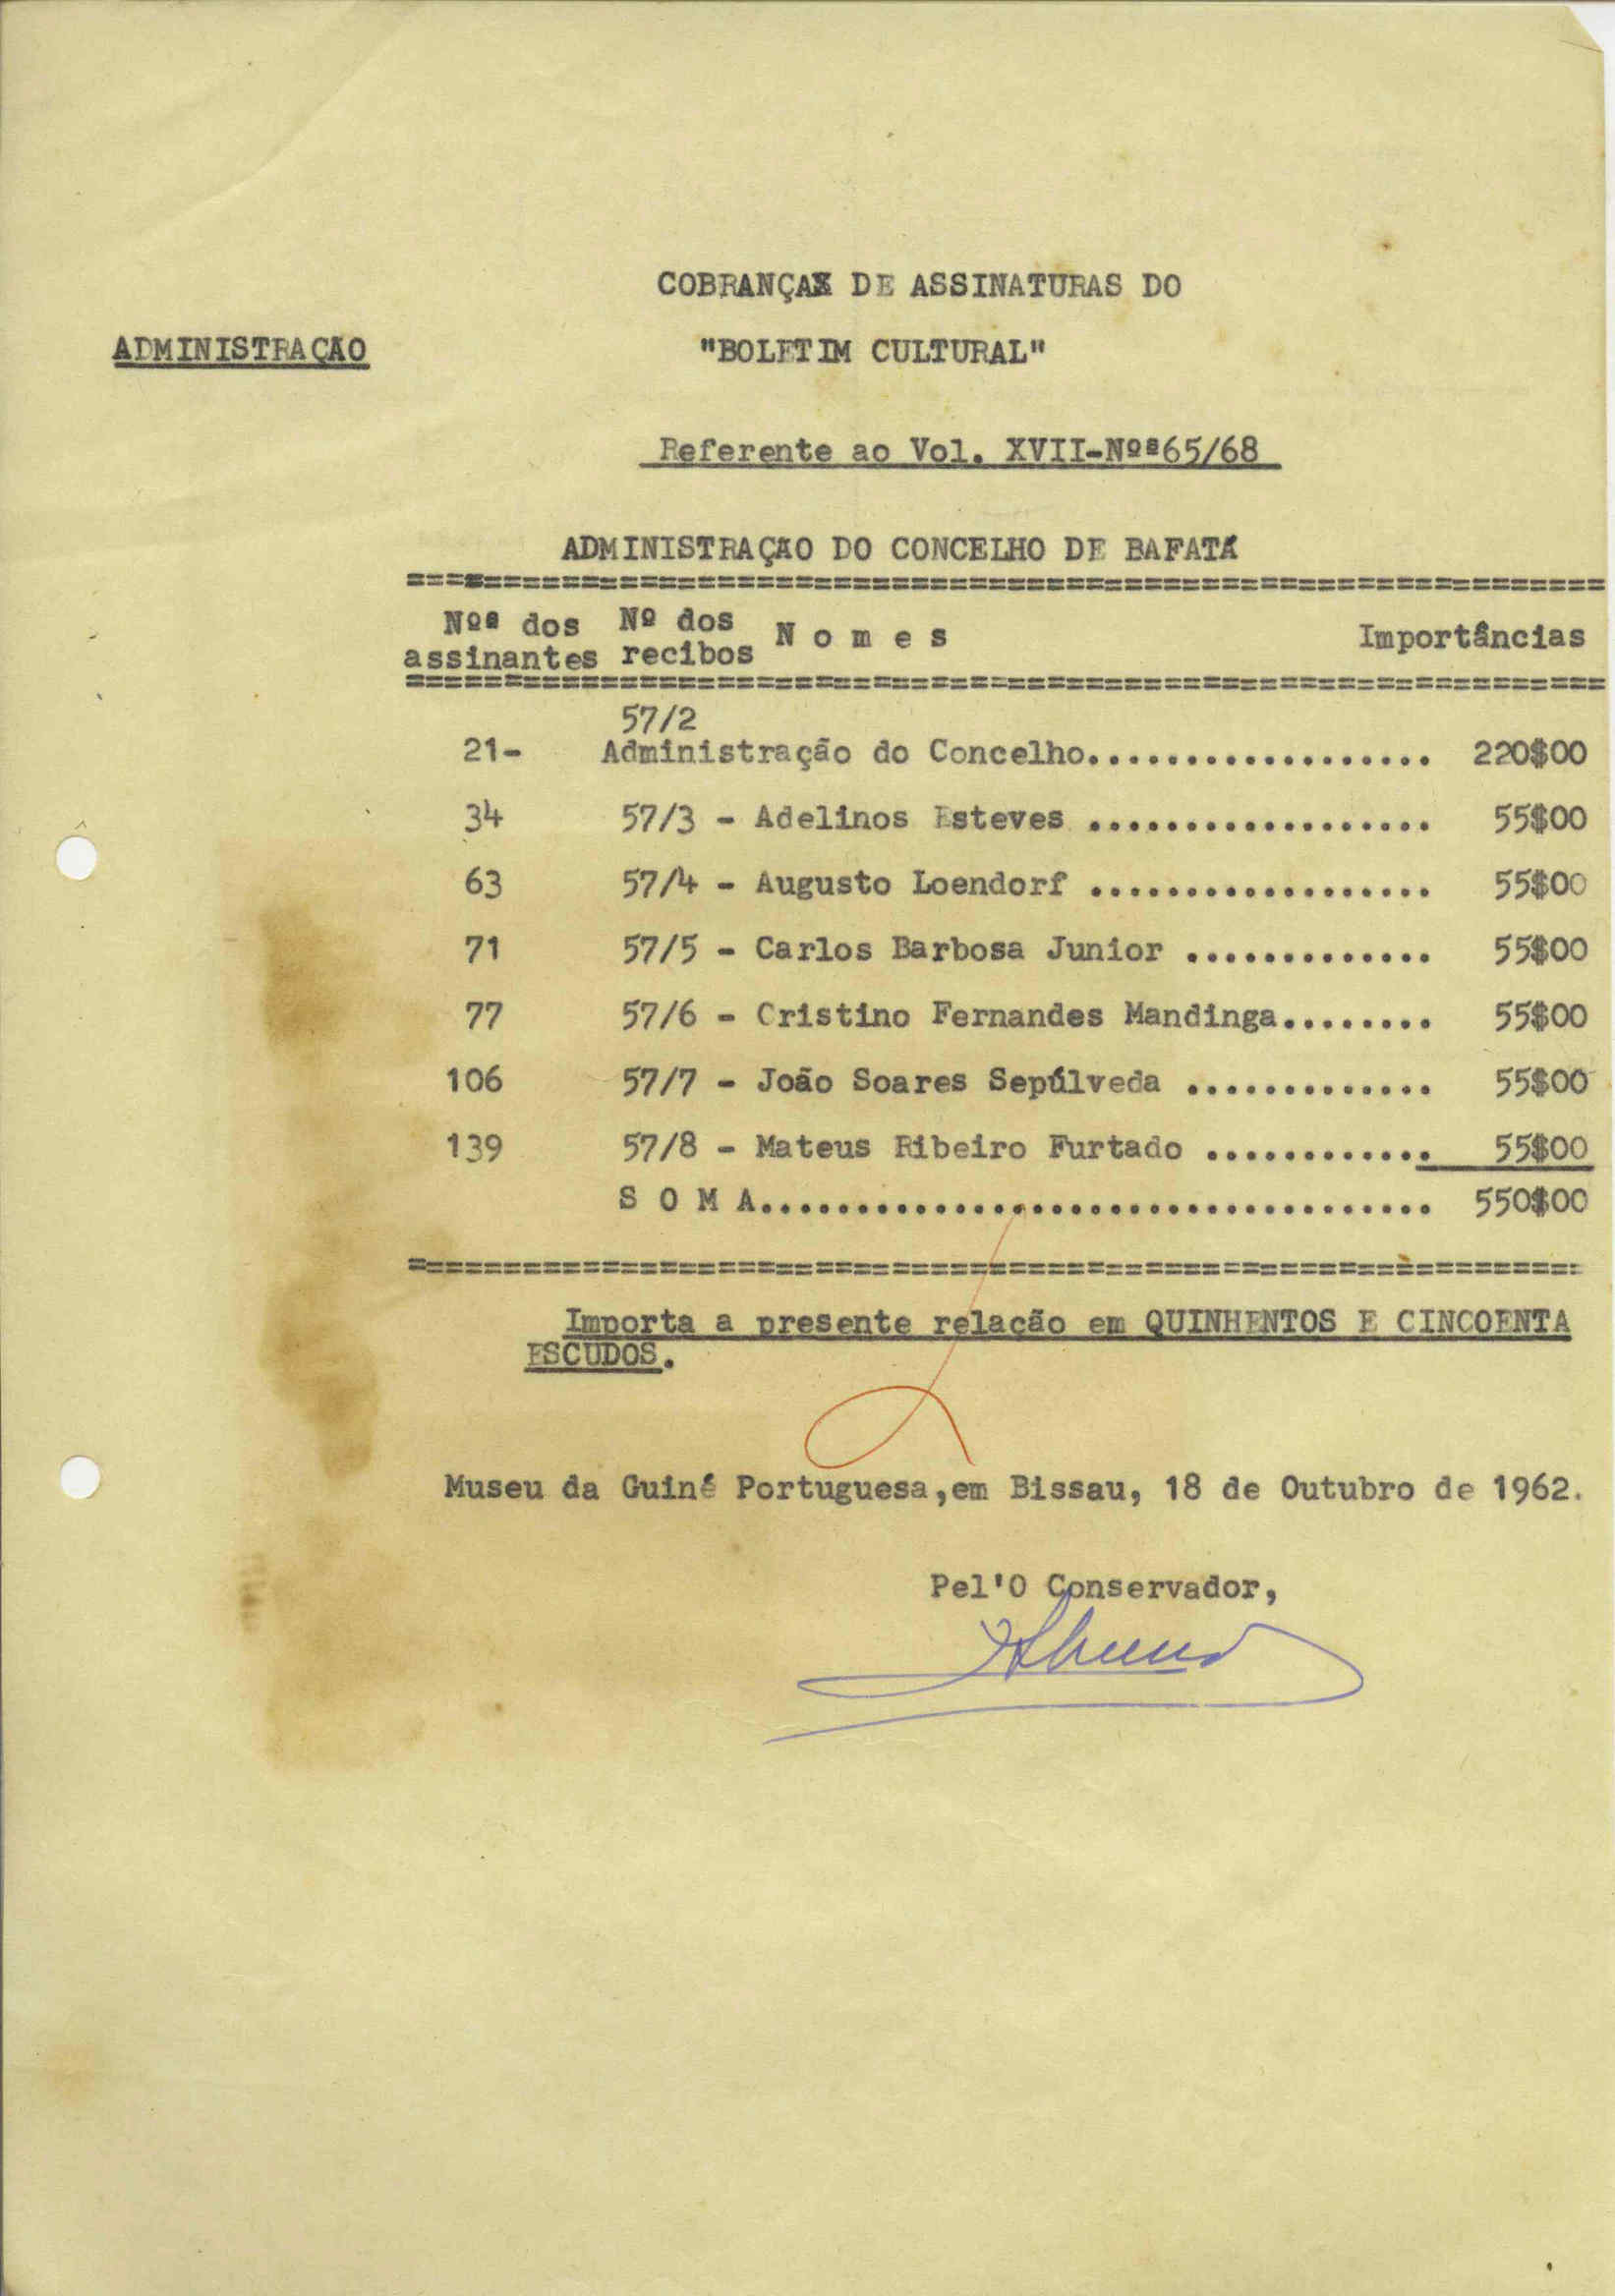 COBRANÇAX DE ASSINATURAS DO
ADMINISTRAÇÃO
"BOLETIM CULTURAL"
Referente ao Vol. XVII-Nºs65/68
ADMINISTRAÇÃO DO CONCELHO DE BAFATÁ
Nºs dos assinantes Nº dos recibos N o m e s Importâncias
57/2
21- Administração do Concelho.................. 220$00
34 57/3 - Adelinos Esteves .................. 55$00
63 57/4 - Augusto Loendorf .................. 55$00
71 57/5 - Carlos Barbosa Junior ............. 55$00
77 57/6 - Cristino Fernandes Mandinga........ 55$00
106 57/7 - João Soares Sepúlveda ............. 55$00
139 57/8 - Mateus Ribeiro Furtado ............ 55$00
S O M A................................... 550$00
Importa a presente relação em QUINHENTOS E CINCOENTA
ESCUDOS.
Museu da Guiné Portuguesa,em Bissau, 18 de Outubro de 1962.
Pel'O Conservador,